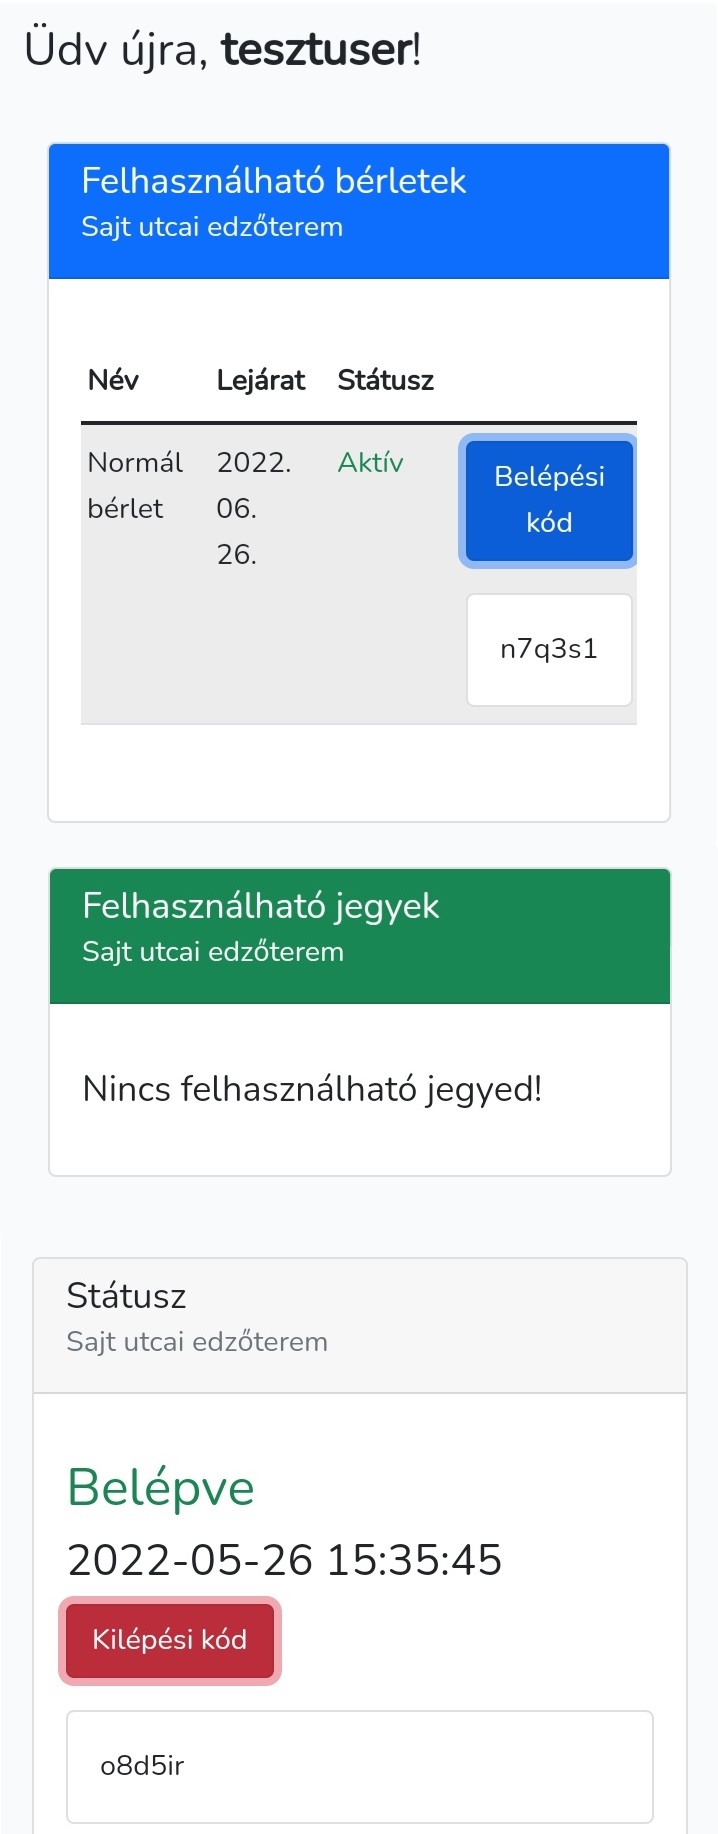 Üdv újra, tesztuser!
Felhasználható bérletek
Sajt utcai edzőterem
Név Lejárat Státusz
Normál 2022. Aktív Belépési
bérlet 06. kód
26.
n7q3s1
Felhasználható jegyek
Sajt utcai edzőterem
Nincs felhasználható jegyed!
Státusz
Sajt utcai edzőterem
Belépve
2022-05-26 15:35:45
Kilépési kód
o8d5ir